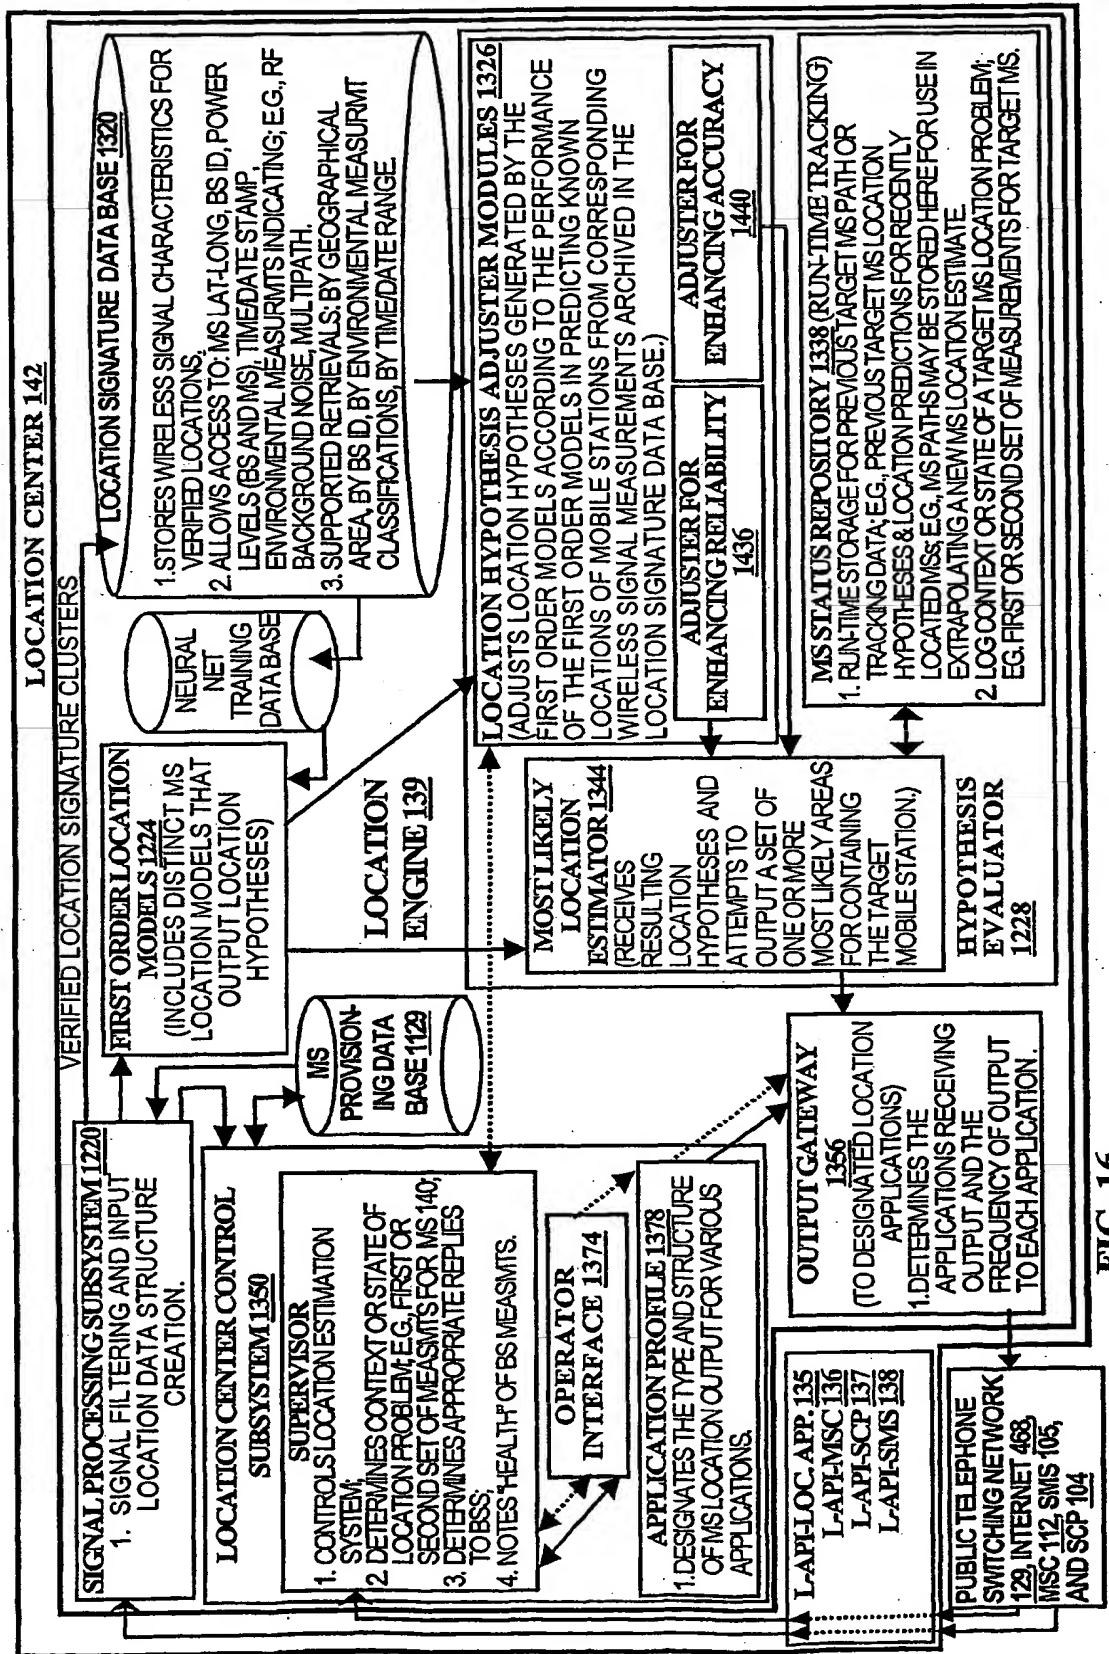 LOCATION CENTER 142
VERIFIED LOCATION SIGNATURE CLUSTERS
SIGNAL PROCESSING SUBSYSTEM 1220
1. SIGNAL FILTERING AND INPUT
LOCATION DATA STRUCTURE
CREATION.
FIRST ORDER LOCATION
MODELS 1224
(INCLUDES DISTINCT MS
LOCATION MODELS THAT
OUTPUT LOCATION
HYPOTHESES)
NEURAL
NET
TRAINING
DATA BASE
LOCATION SIGNATURE DATA BASE 1320
1. STORES WIRELESS SIGNAL CHARACTERISTICS FOR
VERIFIED LOCATIONS.
2. ALLOWS ACCESS TO: MS LAT-LONG, BS ID, POWER
LEVELS (BS AND MS), TIME/DATE STAMP,
ENVIRONMENTAL MEASURMTS INDICATING; E.G., RF
BACKGROUND NOISE, MULTIPATH.
3. SUPPORTED RETRIEVALS: BY GEOGRAPHICAL
AREA, BY BS ID, BY ENVIRONMENTAL MEASURMT
CLASSIFICATIONS, BY TIME/DATE RANGE.
LOCATION CENTER CONTROL
SUBSYSTEM 1350
SUPERVISOR
1. CONTROLS LOCATION ESTIMATION
SYSTEM;
2. DETERMINES CONTEXT OR STATE OF
LOCATION PROBLEM; E.G., FIRST OR
SECOND SET OF MEASMTS FOR MS 140;
3. DETERMINES APPROPRIATE REPLIES
TO BSS;
4. NOTES "HEALTH" OF BS MEASMTS.
MS
PROVISION-
ING DATA
BASE 1129
LOCATION
ENGINE 139
LOCATION HYPOTHESIS ADJUSTER MODULES 1326
(ADJUSTS LOCATION HYPOTHESES GENERATED BY THE
FIRST ORDER MODELS ACCORDING TO THE PERFORMANCE
OF THE FIRST ORDER MODELS IN PREDICTING KNOWN
LOCATIONS OF MOBILE STATIONS FROM CORRESPONDING
WIRELESS SIGNAL MEASUREMENTS ARCHIVED IN THE
LOCATION SIGNATURE DATA BASE.)
ADJUSTER FOR
ENHANCING RELIABILITY
1436
ADJUSTER FOR
ENHANCING ACCURACY
1440
OPERATOR
INTERFACE 1374
MOST LIKELY
LOCATION
ESTIMATOR 1344
(RECEIVES
RESULTING
LOCATION
HYPOTHESES AND
ATTEMPTS TO
OUTPUT A SET OF
ONE OR MORE
MOST LIKELY AREAS
FOR CONTAINING
THE TARGET
MOBILE STATION.)
HYPOTHESIS
EVALUATOR
1228
APPLICATION PROFILE 1378
1. DESIGNATES THE TYPE AND STRUCTURE
OF MS LOCATION OUTPUT FOR VARIOUS
APPLICATIONS.
OUTPUT GATEWAY
1356
(TO DESIGNATED LOCATION
APPLICATIONS)
1. DETERMINES THE
APPLICATIONS RECEIVING
OUTPUT AND THE
FREQUENCY OF OUTPUT
TO EACH APPLICATION.
MS STATUS REPOSITORY 1338 (RUN-TIME TRACKING)
1. RUN-TIME STORAGE FOR PREVIOUS TARGET MS PATH OR
TRACKING DATA, E.G., PREVIOUS TARGET MS LOCATION
HYPOTHESES & LOCATION PREDICTIONS FOR RECENTLY
LOCATED MSs; E.G., MS PATHS MAY BE STORED HERE FOR USE IN
EXTRAPOLATING A NEW MS LOCATION ESTIMATE.
2. LOG CONTEXT OR STATE OF A TARGET MS LOCATION PROBLEM;
EG. FIRST OR SECOND SET OF MEASUREMENTS FOR TARGET MS.
L-API-LOC. APP. 135
L-API-MSC 136
L-API-SCP 137
L-API-SMS 138
PUBLIC TELEPHONE
SWITCHING NETWORK
129, INTERNET 468,
MSC 112, SMS 105,
AND SCP 104
FIG. 16